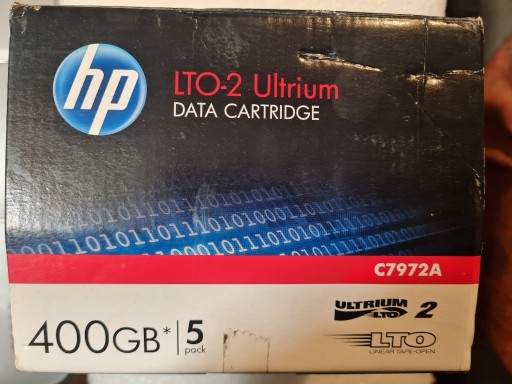 hp
LTO-2 Ultrium
DATA CARTRIDGE
C7972A
ULTRIUM
LTO
2
400GB* 5
pack
LTO
LINEAR TAPE-OPEN